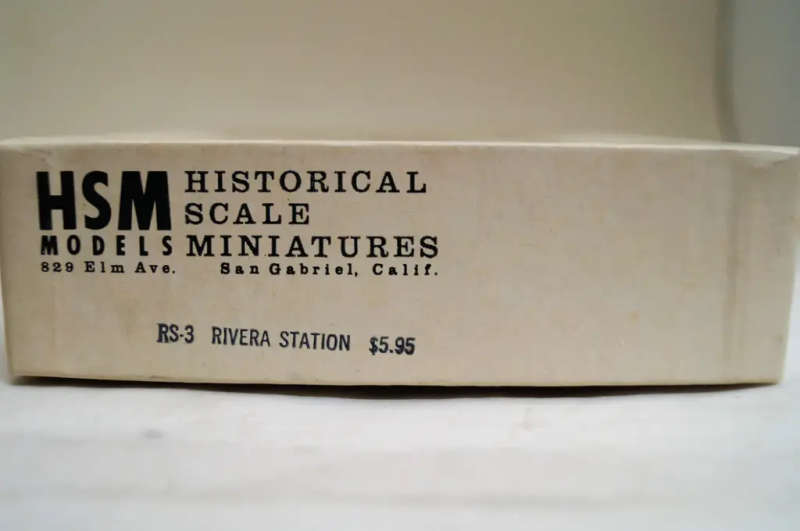 HSM HISTORICAL
SCALE
MODELS MINIATURES
829 Elm Ave. San Gabriel, Calif.
RS-3 RIVERA STATION $5.95